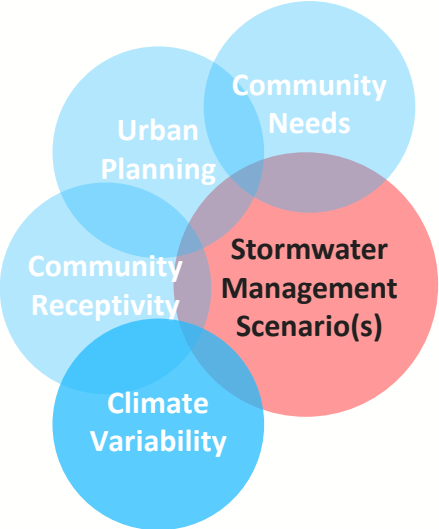 Community
Needs
Urban
Planning
Stormwater
Management
Scenario(s)
Community
Receptivity
Climate
Variability